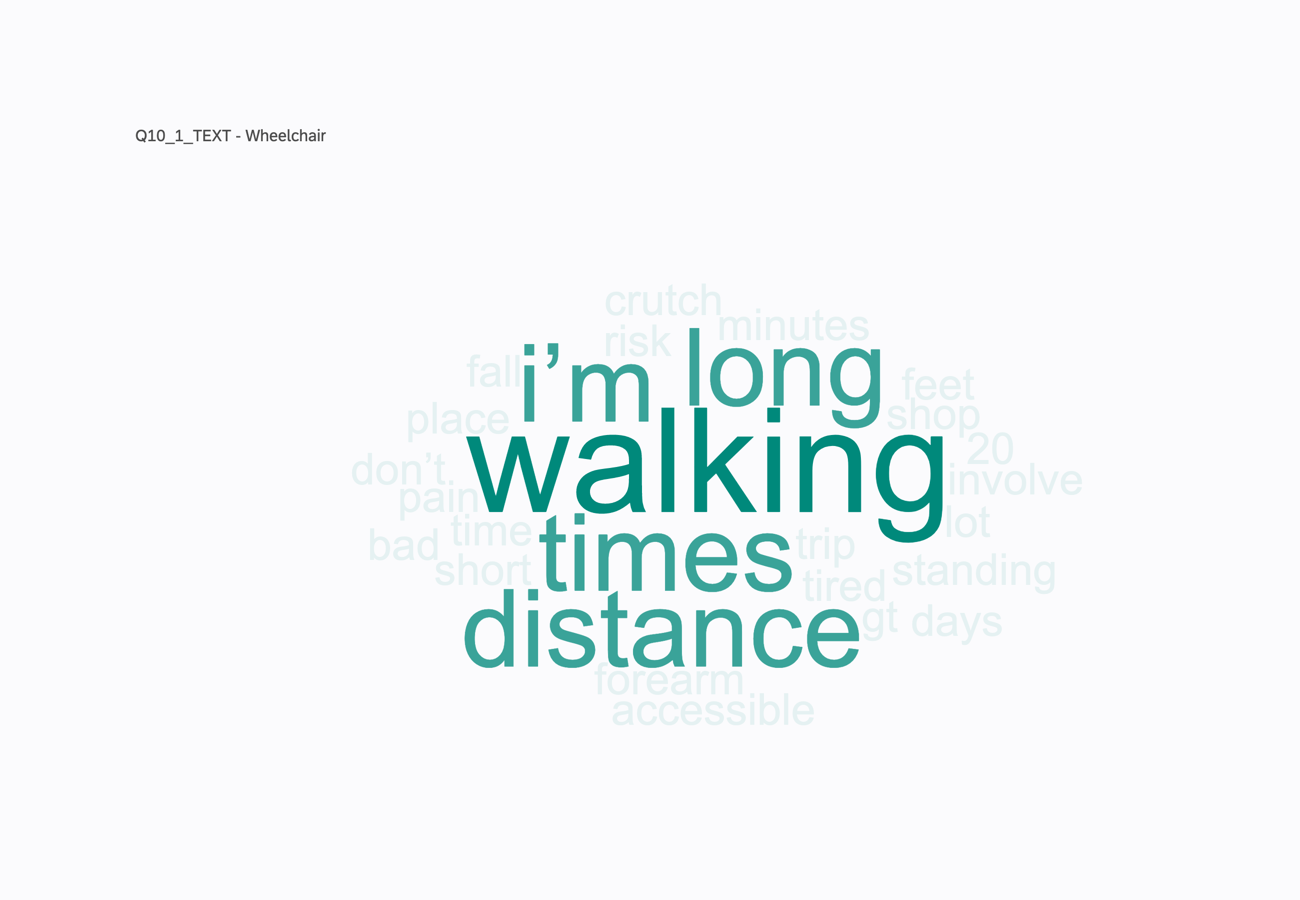 Q10_1_TEXT - Wheelchair
crutch
minutes
risk
long
i’m
fall
feet
place
shop
walking
20
don’t
involve
pain
lot
time
times
trip
bad
short
standing
tired
distance
gt
days
forearm
accessible